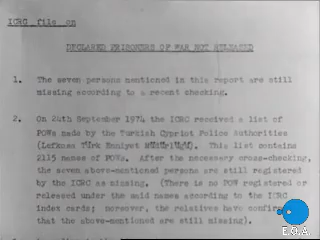 ICRC file on
DECLARED PRISONERS OF WAR NOT RELEASED
1. The seven persons mentioned in this report are still
missing according to a recent checking.
2. On 24th September 1974 the ICRC received a list of
POWs made by the Turkish Cypriot Police Authorities
(Lefkosa Türk Emniyet Müdürlüğü). This list contains
2115 names of POWs. After the necessary cross-checking,
the seven above-mentioned persons are still registered
by the ICRC as missing. (There is no POW registered or
released under the said names according to the ICRC
index cards; moreover, the relatives have
that the above-mentioned are still missing).